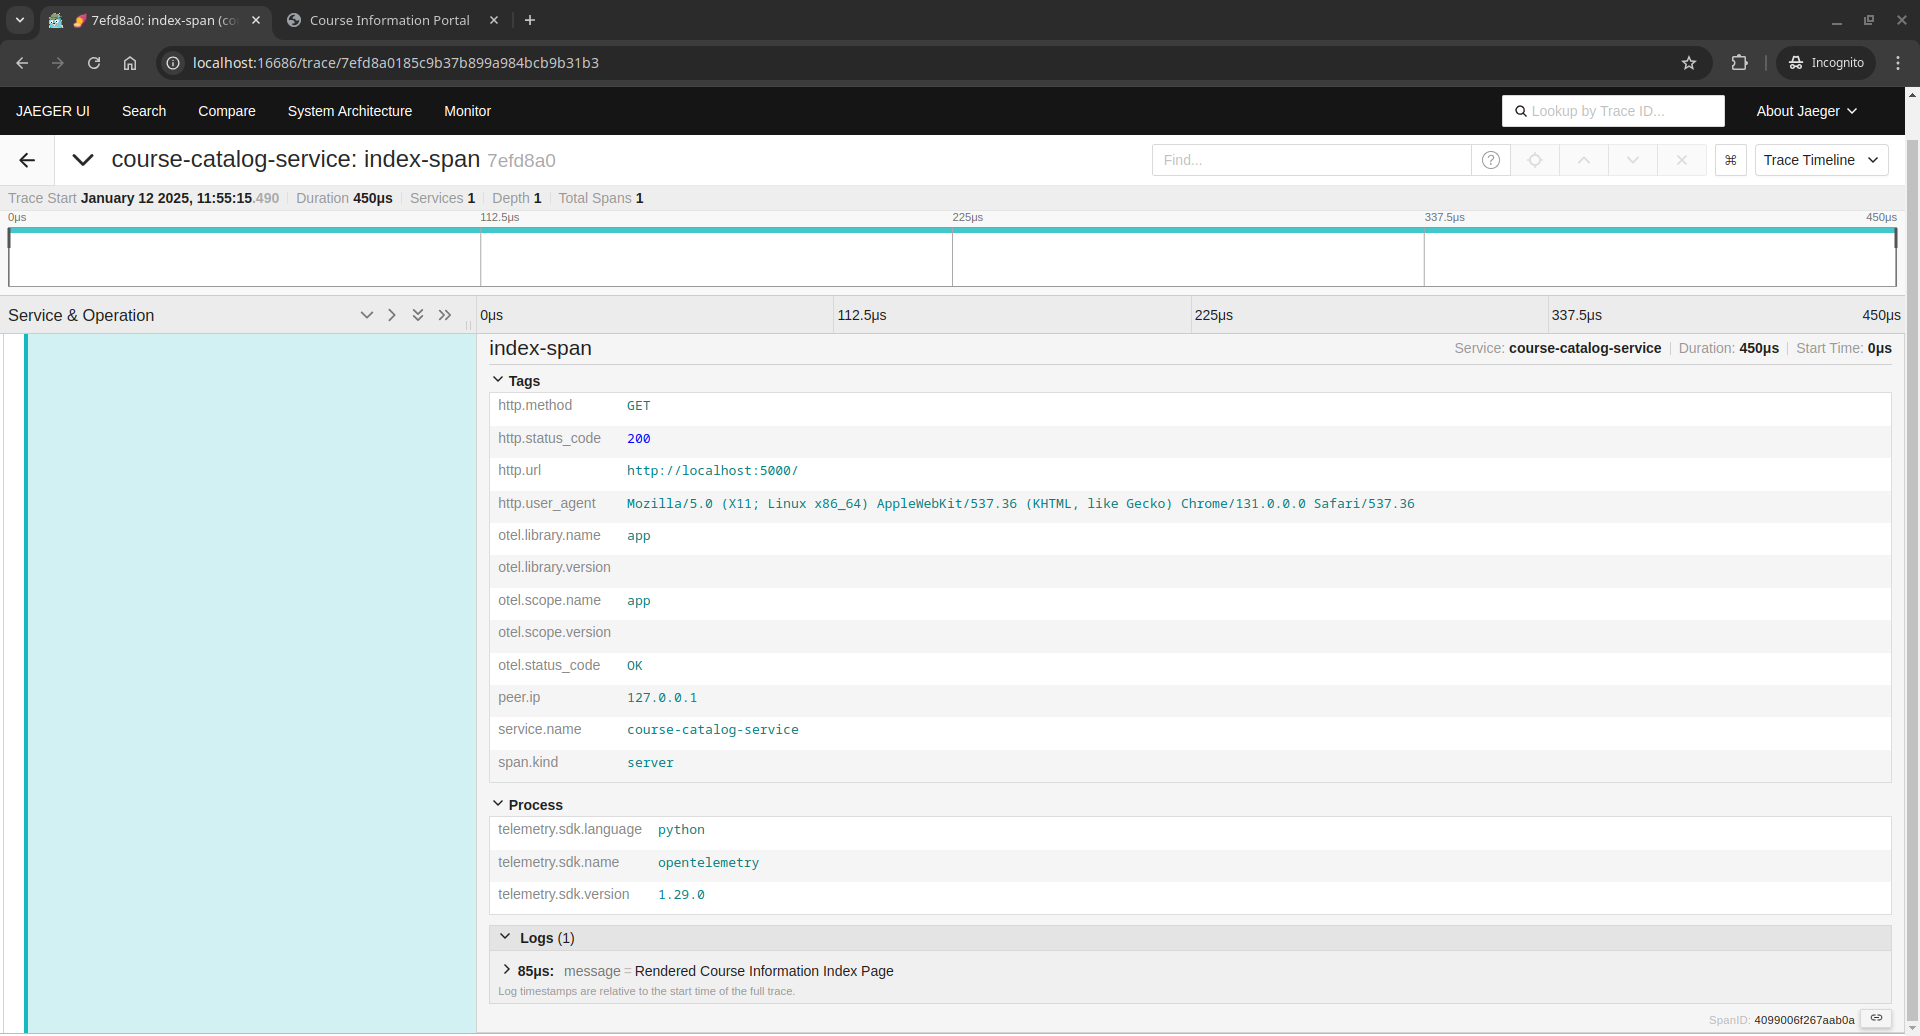 7efd8a0: index-span (co
Course Information Portal
localhost:16686/trace/7efd8a0185c9b37b899a984bcb9b31b3
Incognito
JAEGER UI Search Compare System Architecture Monitor
Lookup by Trace ID...
About Jaeger
course-catalog-service: index-span 7efd8a0
Find...
Trace Timeline
Trace Start January 12 2025, 11:55:15.490 Duration 450μs Services 1 Depth 1 Total Spans 1
0μs 112.5μs 225μs 337.5μs 450μs
Service & Operation
0μs 112.5μs 225μs 337.5μs 450μs
index-span
Service: course-catalog-service Duration: 450μs Start Time: 0μs
Tags
http.method GET
http.status_code 200
http.url http://localhost:5000/
http.user_agent Mozilla/5.0 (X11; Linux x86_64) AppleWebKit/537.36 (KHTML, like Gecko) Chrome/131.0.0.0 Safari/537.36
otel.library.name app
otel.library.version
otel.scope.name app
otel.scope.version
otel.status_code OK
peer.ip 127.0.0.1
service.name course-catalog-service
span.kind server
Process
telemetry.sdk.language python
telemetry.sdk.name opentelemetry
telemetry.sdk.version 1.29.0
Logs (1)
85μs: message = Rendered Course Information Index Page
Log timestamps are relative to the start time of the full trace.
SpanID: 4099006f267aab0a